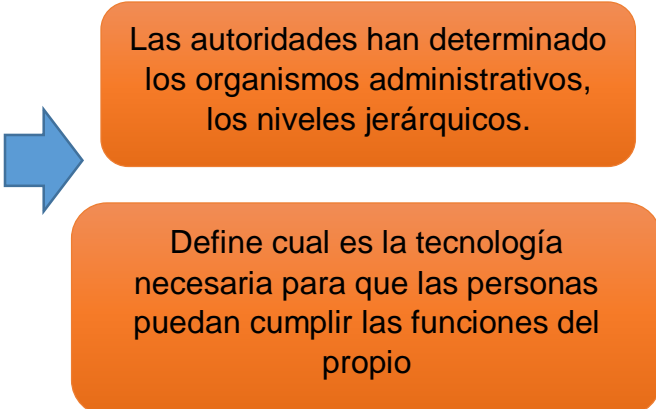 Las autoridades han determinado
los organismos administrativos,
los niveles jerárquicos.
Define cual es la tecnología
necesaria para que las personas
puedan cumplir las funciones del
propio